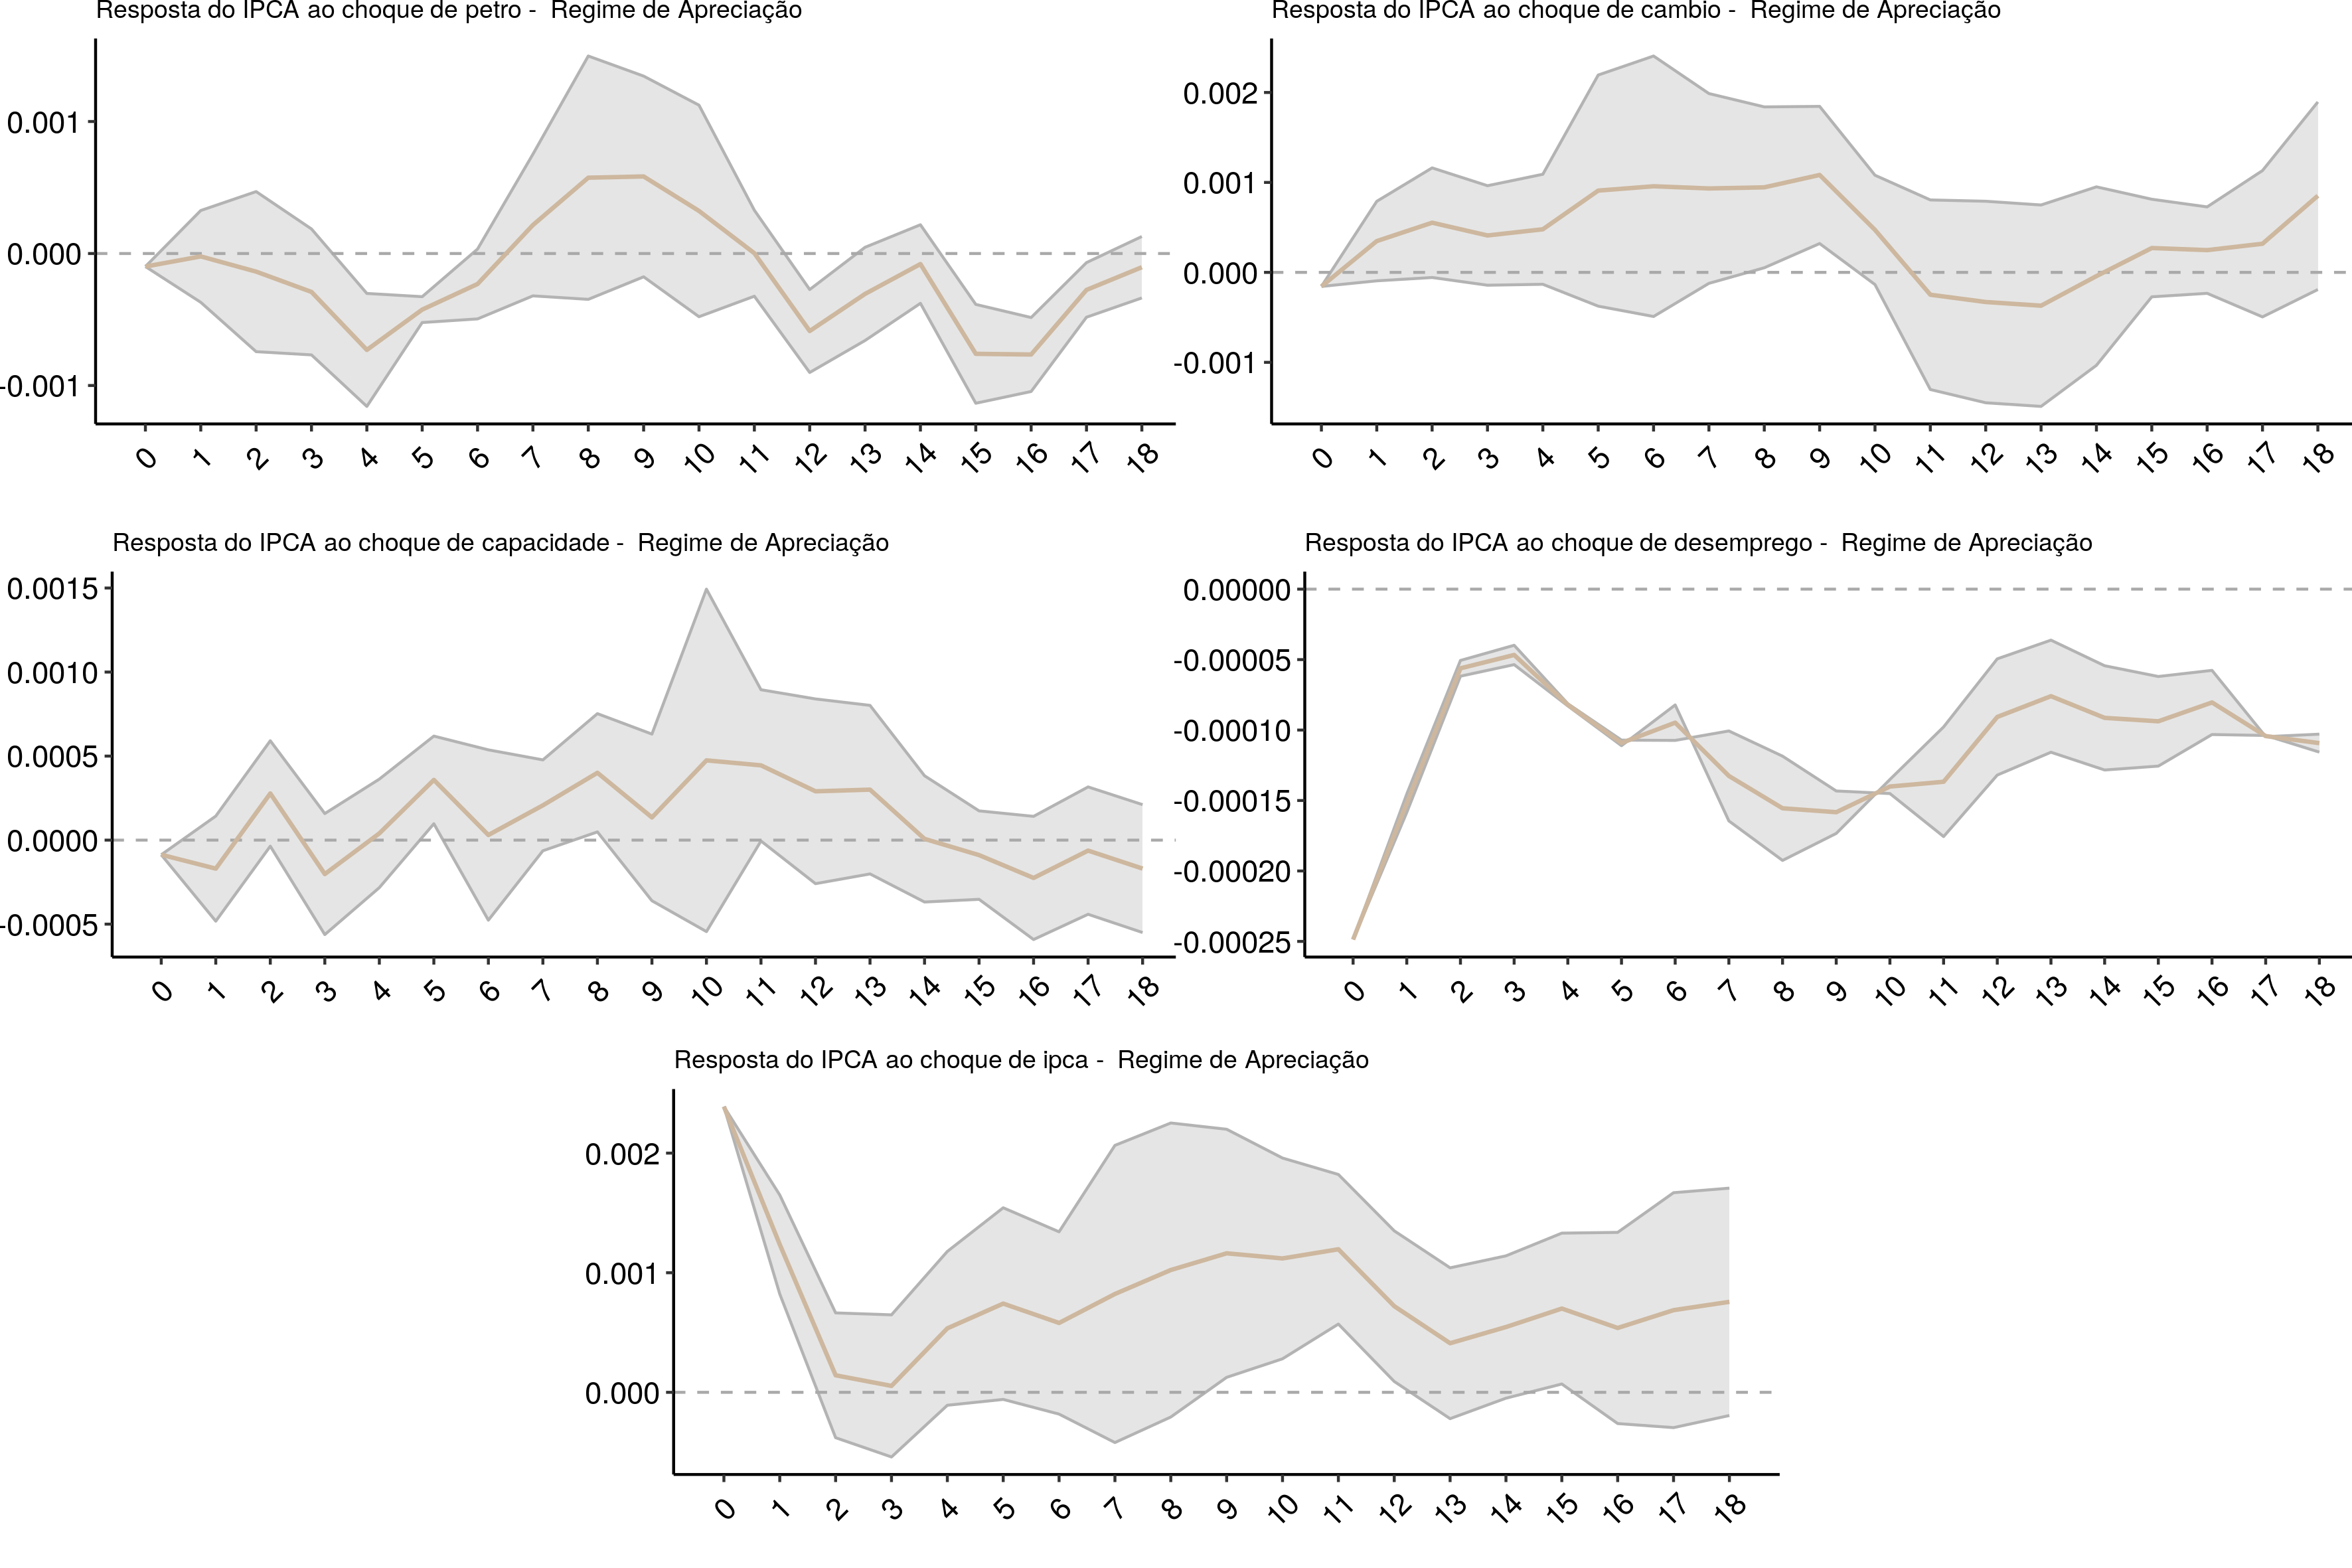 Resposta do IPCA ao choque de petro -  Regime de Apreciação
0.001
0.000
-0.001
0 1 2 3 4 5 6 7 8 9 10 11 12 13 14 15 16 17 18
Resposta do IPCA ao choque de cambio -  Regime de Apreciação
0.002
0.001
0.000
-0.001
0 1 2 3 4 5 6 7 8 9 10 11 12 13 14 15 16 17 18
Resposta do IPCA ao choque de capacidade -  Regime de Apreciação
0.0015
0.0010
0.0005
0.0000
-0.0005
0 1 2 3 4 5 6 7 8 9 10 11 12 13 14 15 16 17 18
Resposta do IPCA ao choque de desemprego -  Regime de Apreciação
0.00000
-0.00005
-0.00010
-0.00015
-0.00020
-0.00025
0 1 2 3 4 5 6 7 8 9 10 11 12 13 14 15 16 17 18
Resposta do IPCA ao choque de ipca -  Regime de Apreciação
0.002
0.001
0.000
0 1 2 3 4 5 6 7 8 9 10 11 12 13 14 15 16 17 18